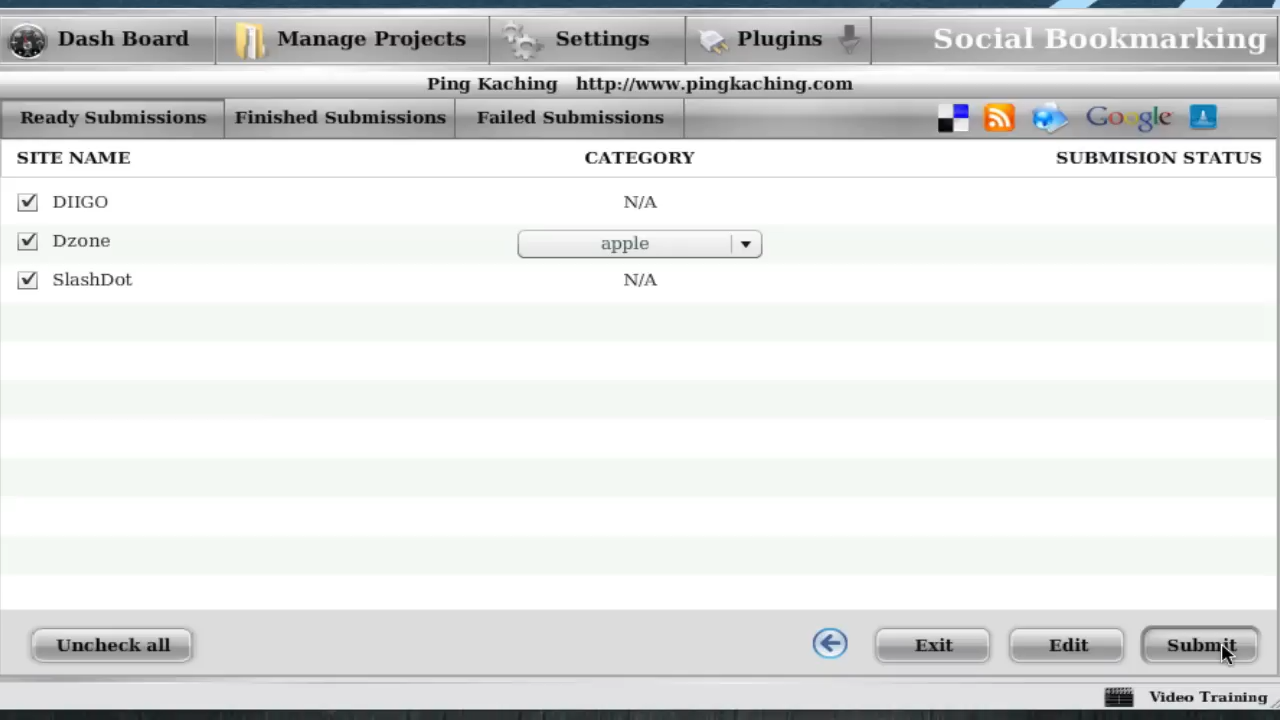 Dash Board Manage Projects Settings Plugins Social Bookmarking
Ping Kaching http://www.pingkaching.com
Ready Submissions Finished Submissions Failed Submissions Google
SITE NAME CATEGORY SUBMISION STATUS
DIIGO N/A
Dzone apple
SlashDot N/A
Uncheck all Exit Edit Submit
Video Training